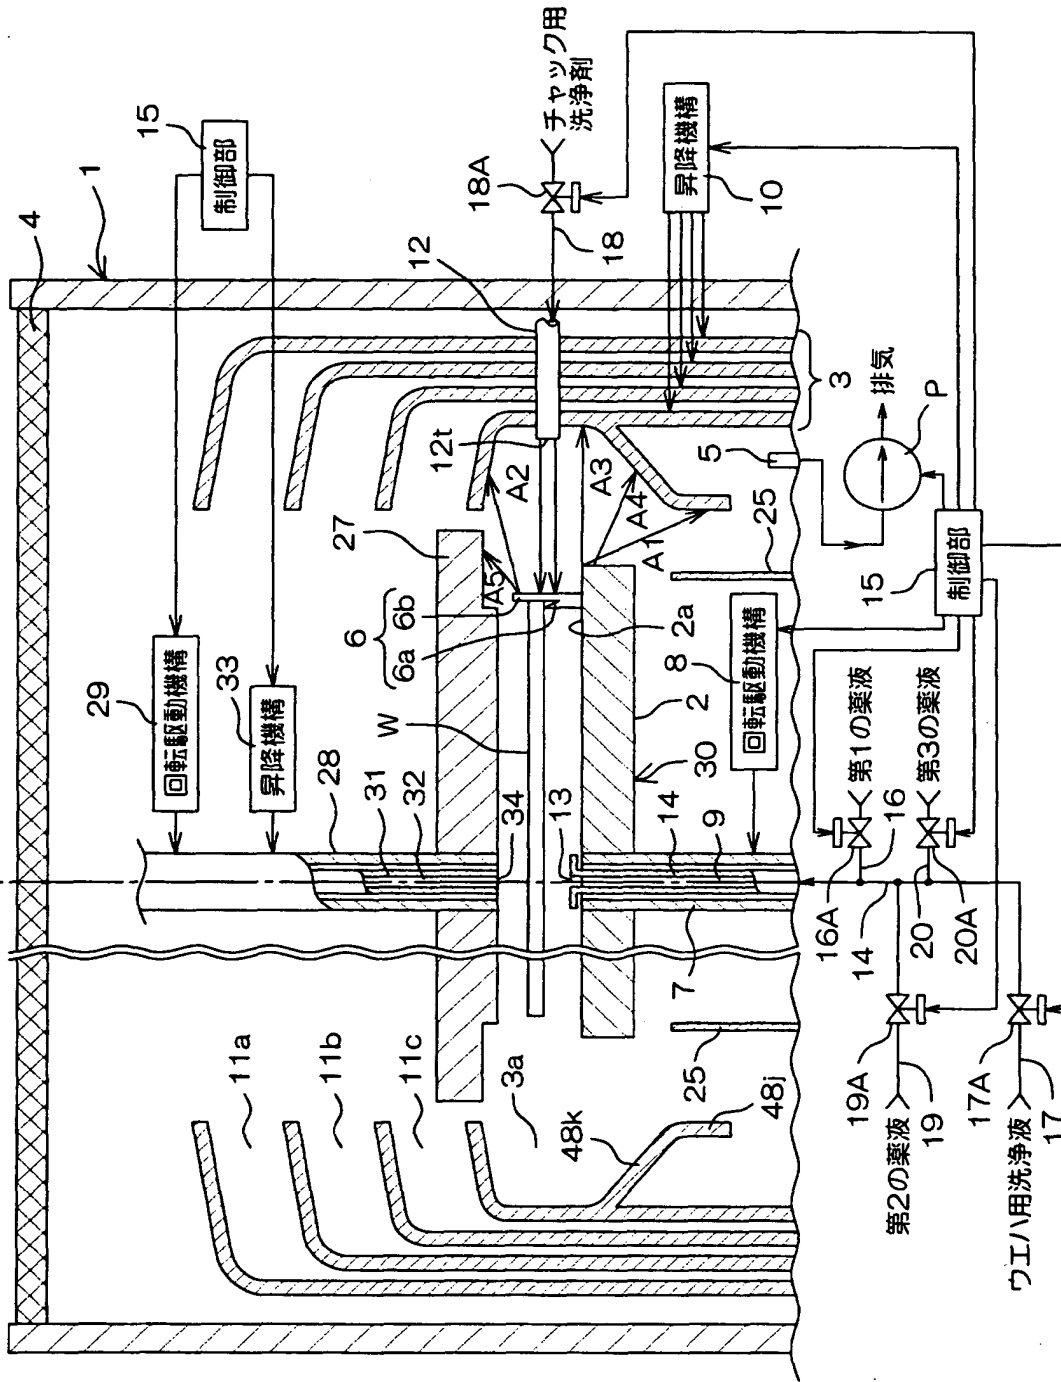 1
4
15
制御部
29
回転駆動機構
33
昇降機構
28
31
32
34
27
W
6
6a
6b
A5
A2
12t
12
18
18A
チャック用
洗浄剤
昇降機構
10
A3
A4
A1
2a
2
8
回転駆動機構
30
13
14
9
7
25
25
5
3
排気
P
15
制御部
11a
11b
11c
3a
48k
48j
第1の薬液
16
16A
第3の薬液
20
20A
14
19A
19
第2の薬液
17A
17
ウエハ用洗浄液